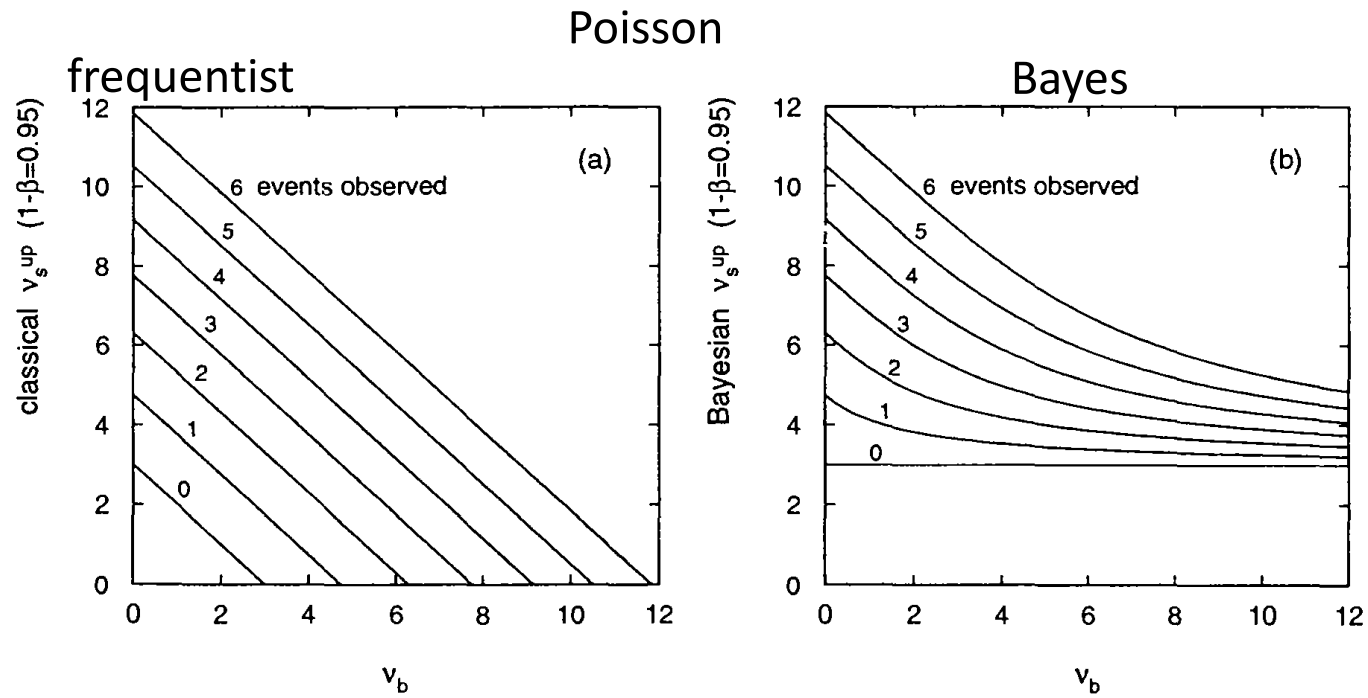 Poisson
frequentist
Bayes
classical ν_s^up (1-β=0.95)
12
10
8
6
4
2
0
(a)
6 events observed
5
4
3
2
1
0
0 2 4 6 8 10 12
ν_b
Bayesian ν_s^up (1-β=0.95)
12
10
8
6
4
2
0
(b)
6 events observed
5
4
3
2
1
0
0 2 4 6 8 10 12
ν_b